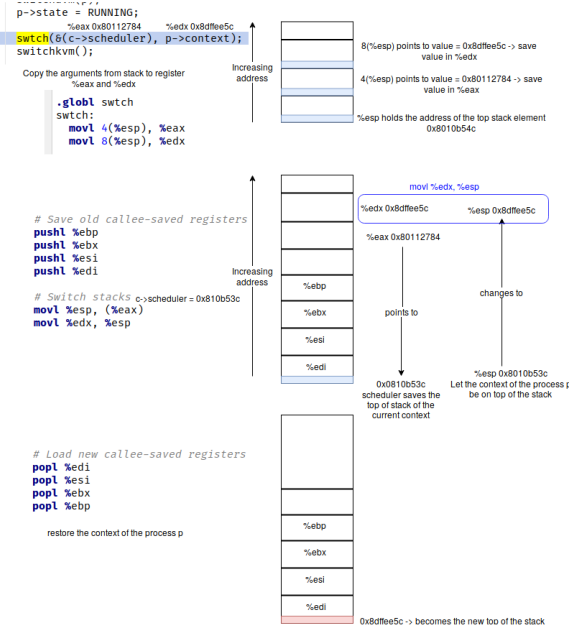 p->state = RUNNING;
%eax 0x80112784 %edx 0x8dffee5c
swtch(&(c->scheduler), p->context);
switchkvm();
Copy the arguments from stack to register
%eax and %edx
.globl swtch
swtch:
movl 4(%esp), %eax
movl 8(%esp), %edx
Increasing
address
8(%esp) points to value = 0x8dffee5c -> save
value in %edx
4(%esp) points to value = 0x80112784 -> save
value in %eax
%esp holds the address of the top stack element
0x8010b54c
# Save old callee-saved registers
pushl %ebp
pushl %ebx
pushl %esi
pushl %edi
# Switch stacks
c->scheduler = 0x810b53c
movl %esp, (%eax)
movl %edx, %esp
Increasing
address
%ebp
%ebx
%esi
%edi
movl %edx, %esp
%edx 0x8dffee5c
%esp 0x8dffee5c
%eax 0x80112784
points to
changes to
0x0810b53c
scheduler saves the
top of stack of the
current context
%esp 0x8010b53c
Let the context of the process p
be on top of the stack
# Load new callee-saved registers
popl %edi
popl %esi
popl %ebx
popl %ebp
restore the context of the process p
%ebp
%ebx
%esi
%edi
0x8dffee5c -> becomes the new top of the stack